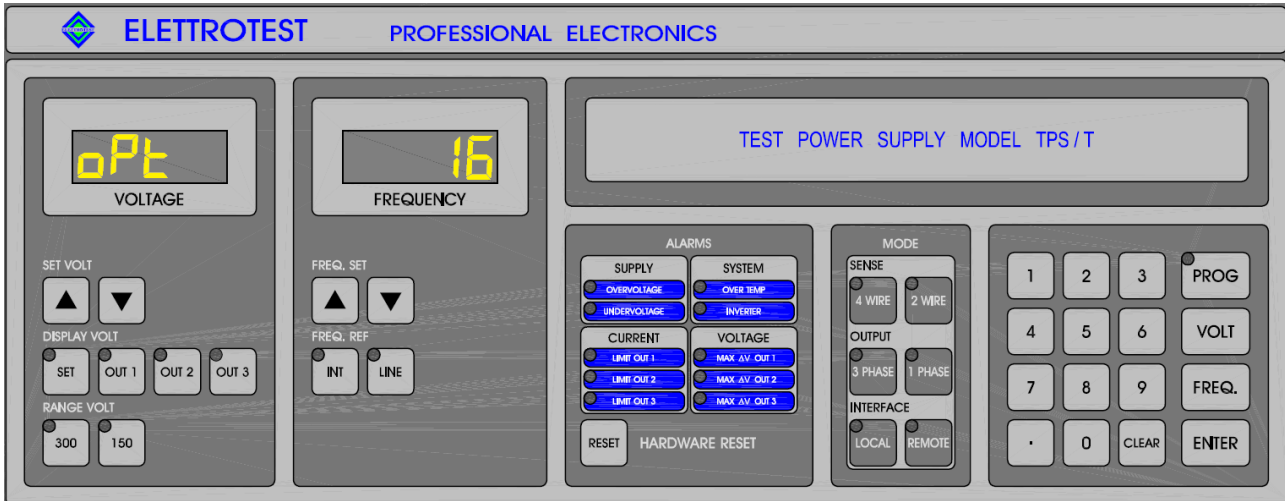 ELETTROTEST PROFESSIONAL ELECTRONICS
oPt
VOLTAGE
SET VOLT
▲ ▼
DISPLAY VOLT
SET OUT 1 OUT 2 OUT 3
RANGE VOLT
300 150
16
FREQUENCY
FREQ. SET
▲ ▼
FREQ. REF
INT LINE
TEST POWER SUPPLY MODEL TPS / T
ALARMS
SUPPLY
OVERVOLTAGE
UNDERVOLTAGE
SYSTEM
OVER TEMP
INVERTER
CURRENT
LIMIT OUT 1
LIMIT OUT 2
LIMIT OUT 3
VOLTAGE
MAX ΔV OUT 1
MAX ΔV OUT 2
MAX ΔV OUT 3
RESET HARDWARE RESET
MODE
SENSE
4 WIRE 2 WIRE
OUTPUT
3 PHASE 1 PHASE
INTERFACE
LOCAL REMOTE
1 2 3 PROG
4 5 6 VOLT
7 8 9 FREQ.
. 0 CLEAR ENTER